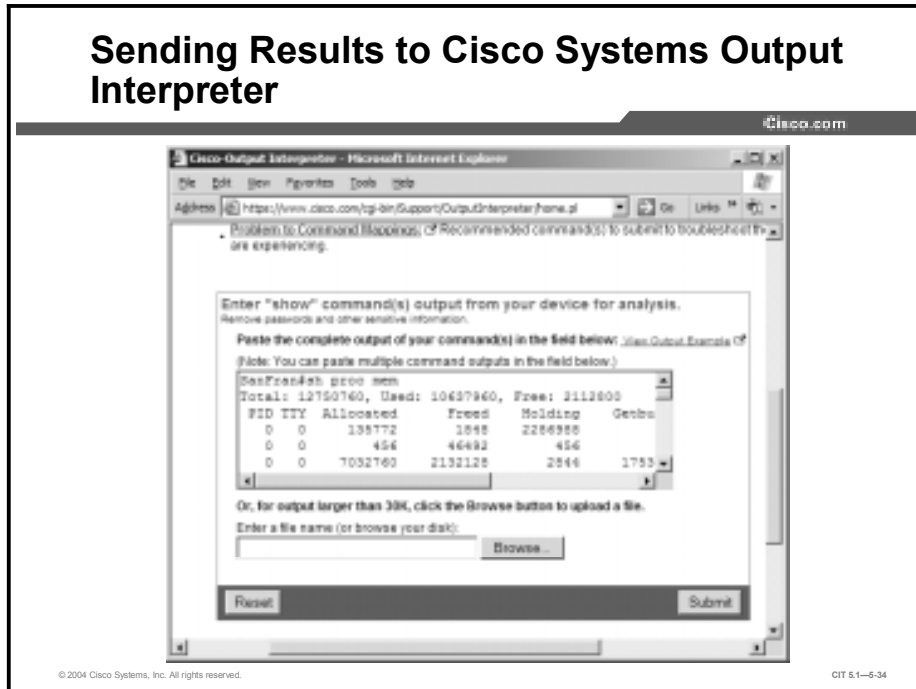 Sending Results to Cisco Systems Output
Interpreter
Cisco.com
Cisco-Output Interpreter - Microsoft Internet Explorer
File Edit View Favorites Tools Help
Address https://www.cisco.com/cgi-bin/Support/OutputInterpreter/home.pl Go Links »
Problem to Command Mappings: Recommended command(s) to submit to troubleshoot th
are experiencing.
Enter "show" command(s) output from your device for analysis.
Remove passwords and other sensitive information.
Paste the complete output of your command(s) in the field below: View Output Example
(Note: You can paste multiple command outputs in the field below.)
SanFran#sh proc mem
Total: 12750760, Used: 10637960, Free: 2112800
PID TTY Allocated Freed Holding Getbu
0 0 1848
0 0 456 46492 456
0 0 7032760 2132128 2844 1753
Or, for output larger than 30K, click the Browse button to upload a file.
Enter a file name (or browse your disk):
Browse...
Reset
Submit
© 2004 Cisco Systems, Inc. All rights reserved.
CIT 5.1—5-34